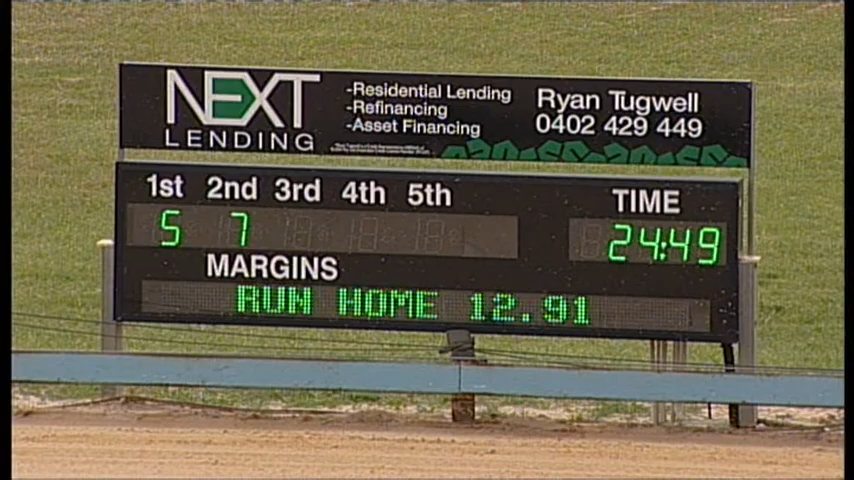 NEXT
LENDING
-Residential Lending
-Refinancing
-Asset Financing
Ryan Tugwell
0402 429 449
1st 2nd 3rd 4th 5th TIME
5 7 24:49
MARGINS
RUN HOME 12.91